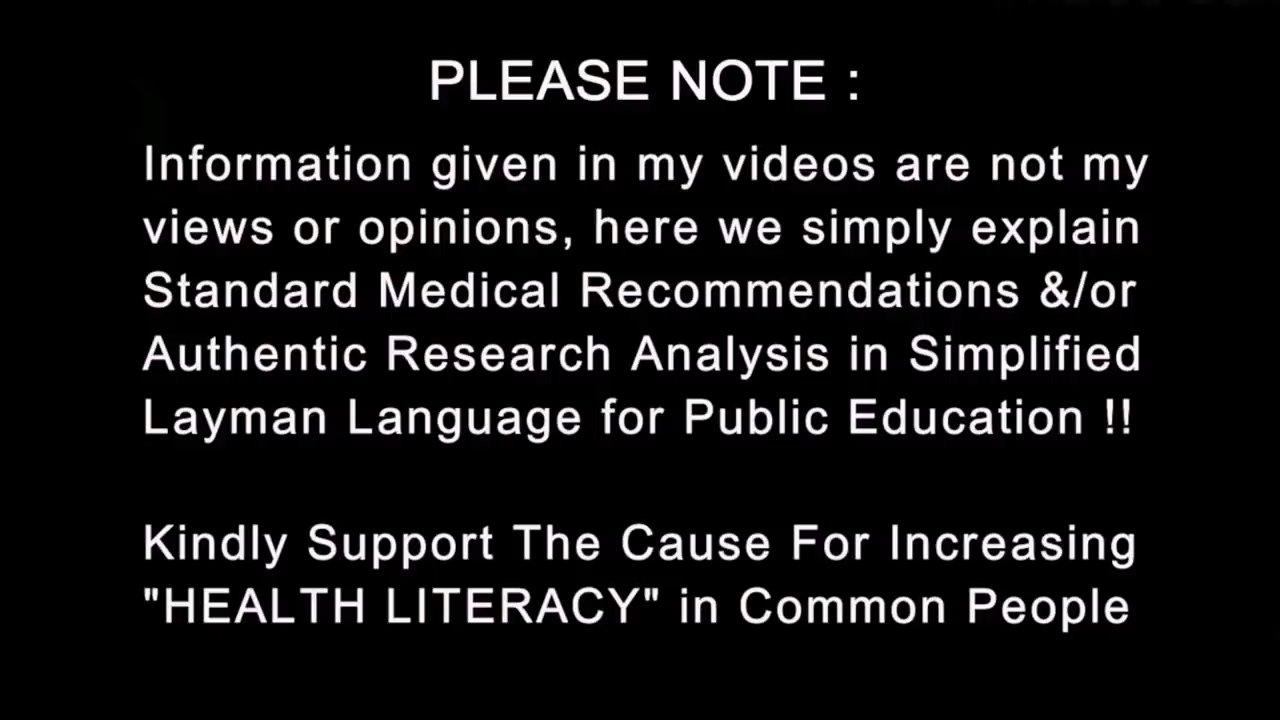 PLEASE NOTE :
Information given in my videos are not my
views or opinions, here we simply explain
Standard Medical Recommendations &/or
Authentic Research Analysis in Simplified
Layman Language for Public Education !!
Kindly Support The Cause For Increasing
"HEALTH LITERACY" in Common People